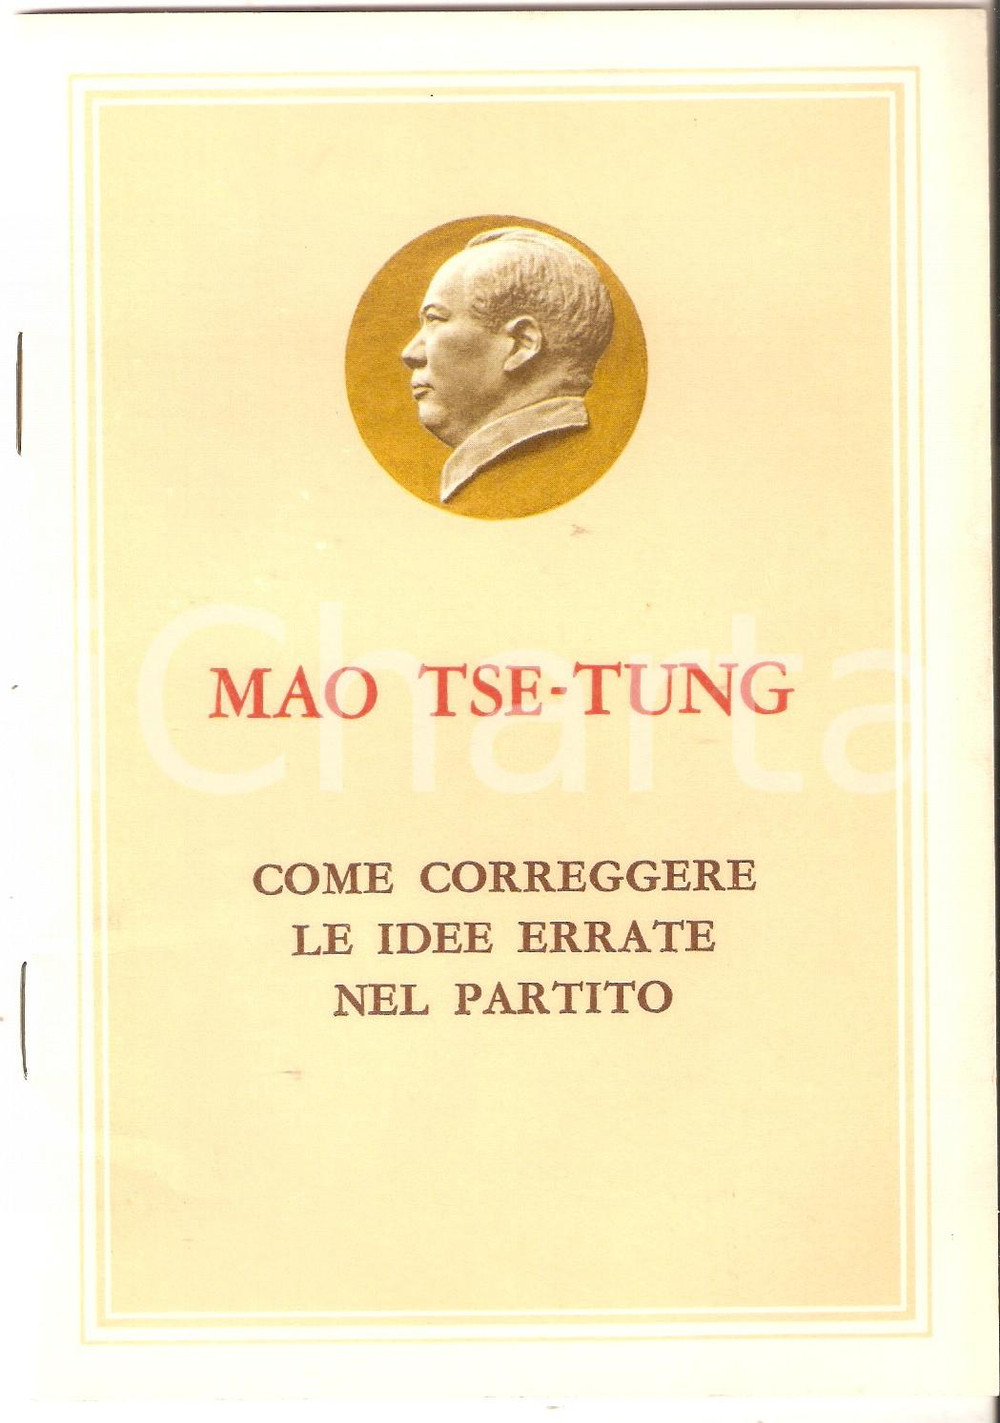 MAO TSE-TUNG
Charta
COME CORREGGERE
LE IDEE ERRATE
NEL PARTITO